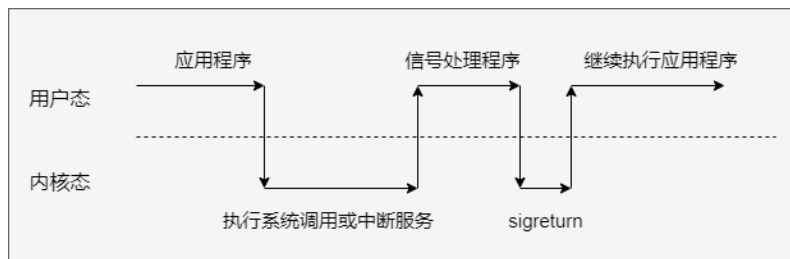 应用程序
信号处理程序
继续执行应用程序
用户态
内核态
执行系统调用或中断服务
sigreturn